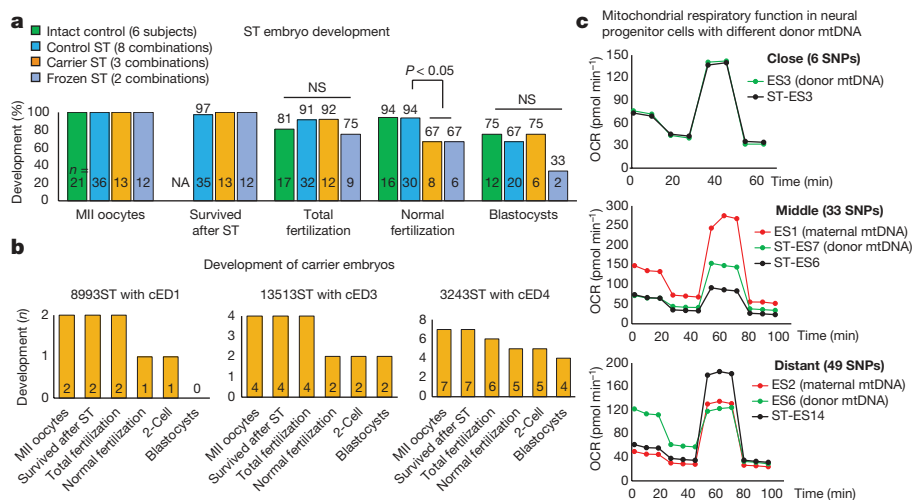 a
Intact control (6 subjects)
Control ST (8 combinations)
Carrier ST (3 combinations)
Frozen ST (2 combinations)
ST embryo development
Development (%)
100
80
60
40
20
0
n =
21 36 13 12
NA
97
35 13 12
NS
81 91 92 75
17 32 12 9
P < 0.05
94 94 67 67
16 30 8 6
NS
75 67 75 33
12 20 6 2
MII oocytes
Survived after ST
Total fertilization
Normal fertilization
Blastocysts
b
Development of carrier embryos
Development (n)
8993ST with cED1
2
1
0
2 2 2 1 1 0
MII oocytes
Survived after ST
Total fertilization
Normal fertilization
2-Cell
Blastocysts
13513ST with cED3
4
3
2
1
0
4 4 4 2 2 2
MII oocytes
Survived after ST
Total fertilization
Normal fertilization
2-Cell
Blastocysts
3243ST with cED4
8
6
4
2
0
7 7 6 5 5 4
MII oocytes
Survived after ST
Total fertilization
Normal fertilization
2-Cell
Blastocysts
c
Mitochondrial respiratory function in neural
progenitor cells with different donor mtDNA
Close (6 SNPs)
ES3 (donor mtDNA)
ST-ES3
OCR (pmol min−1)
150
120
90
60
30
0 20 40 60
Time (min)
Middle (33 SNPs)
ES1 (maternal mtDNA)
ST-ES7 (donor mtDNA)
ST-ES6
OCR (pmol min−1)
300
250
200
150
100
50
0
0 20 40 60 80 100
Time (min)
Distant (49 SNPs)
ES2 (maternal mtDNA)
ES6 (donor mtDNA)
ST-ES14
OCR (pmol min−1)
200
160
120
80
40
0
0 20 40 60 80 100
Time (min)